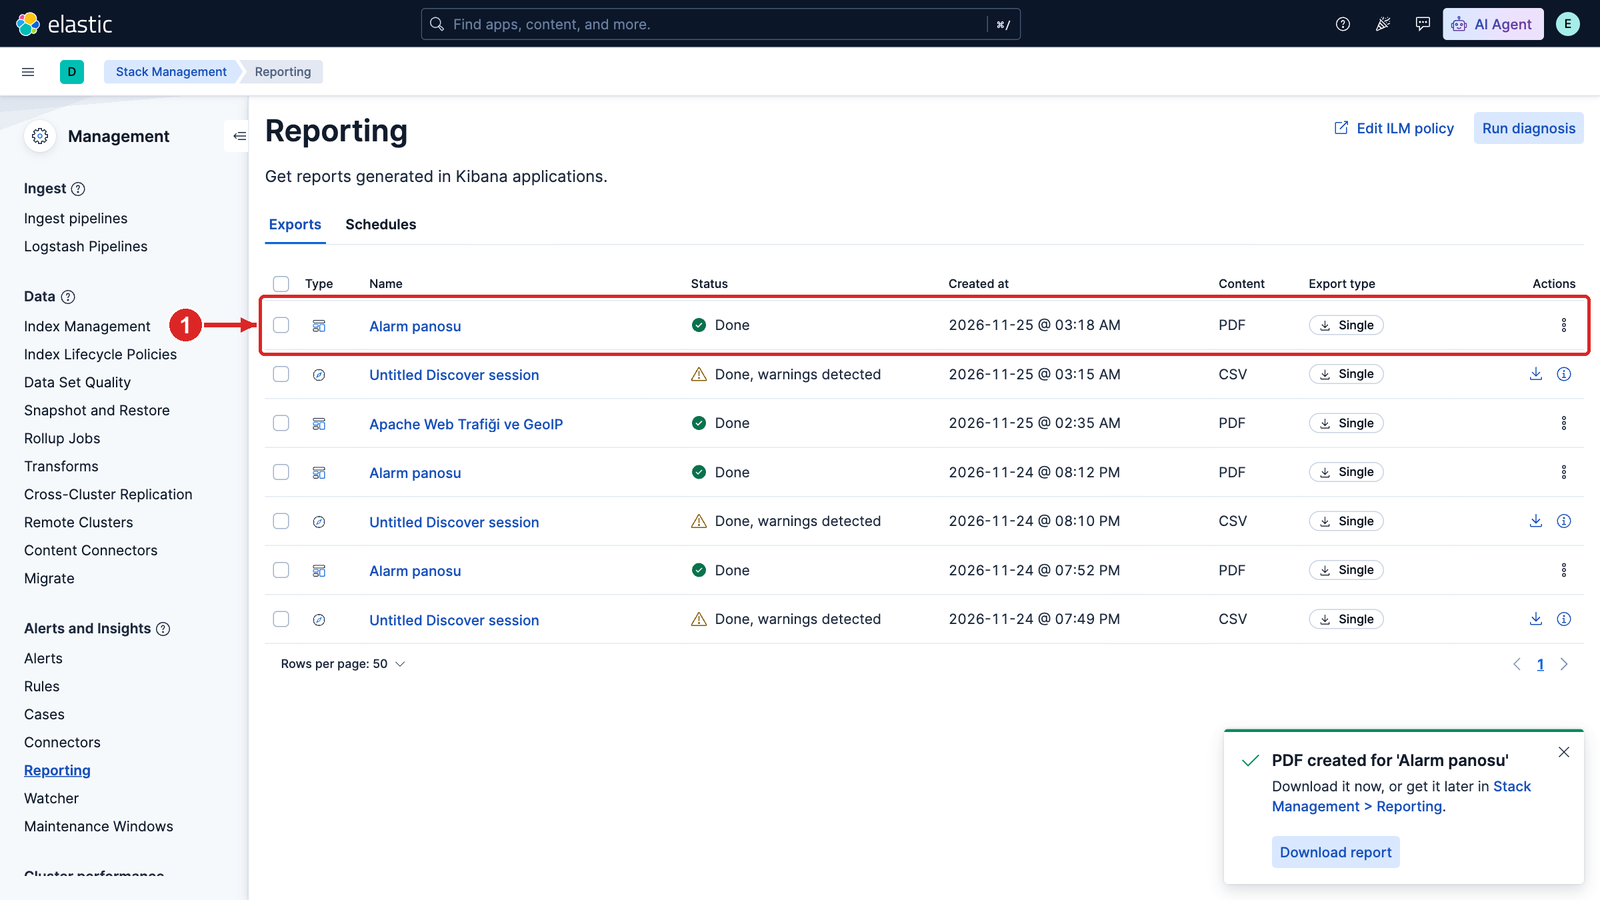 elastic
Find apps, content, and more.
⌘/
AI Agent
E
D
Stack Management
Reporting
Management
Ingest
Ingest pipelines
Logstash Pipelines
Data
Index Management
Index Lifecycle Policies
Data Set Quality
Snapshot and Restore
Rollup Jobs
Transforms
Cross-Cluster Replication
Remote Clusters
Content Connectors
Migrate
Alerts and Insights
Alerts
Rules
Cases
Connectors
Reporting
Watcher
Maintenance Windows
Cluster performance
Reporting
Edit ILM policy
Run diagnosis
Get reports generated in Kibana applications.
Exports Schedules
Type Name Status Created at Content Export type Actions
1
Alarm panosu Done 2026-11-25 @ 03:18 AM PDF Single
Untitled Discover session Done, warnings detected 2026-11-25 @ 03:15 AM CSV Single
Apache Web Trafiği ve GeoIP Done 2026-11-25 @ 02:35 AM PDF Single
Alarm panosu Done 2026-11-24 @ 08:12 PM PDF Single
Untitled Discover session Done, warnings detected 2026-11-24 @ 08:10 PM CSV Single
Alarm panosu Done 2026-11-24 @ 07:52 PM PDF Single
Untitled Discover session Done, warnings detected 2026-11-24 @ 07:49 PM CSV Single
Rows per page: 50
1
PDF created for 'Alarm panosu'
Download it now, or get it later in Stack
Management > Reporting.
Download report